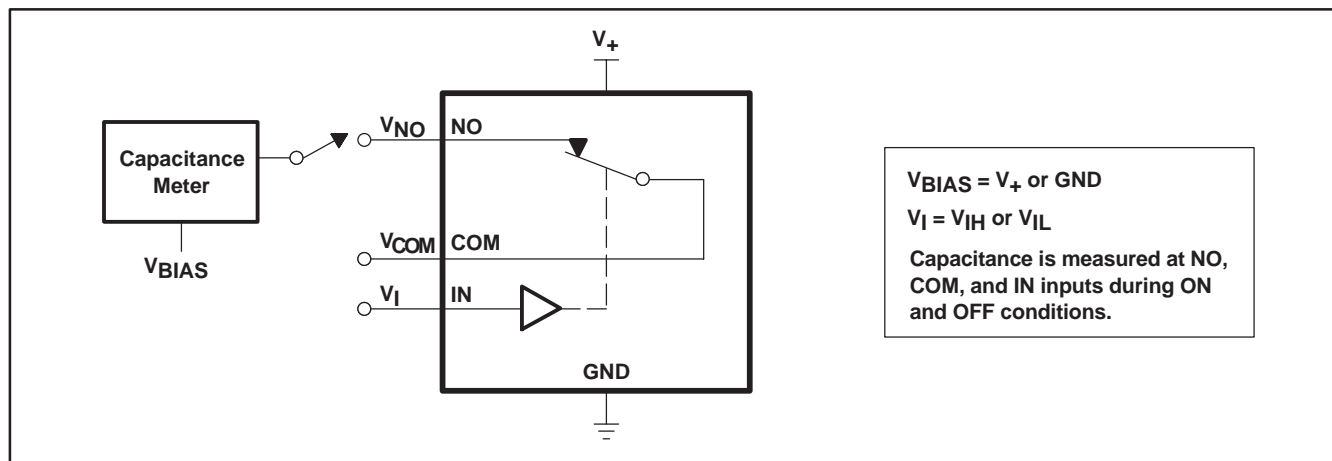 V+
VNO NO
Capacitance
Meter
VBIAS
VCOM COM
VI IN
GND
VBIAS = V+ or GND
VI = VIH or VIL
Capacitance is measured at NO,
COM, and IN inputs during ON
and OFF conditions.